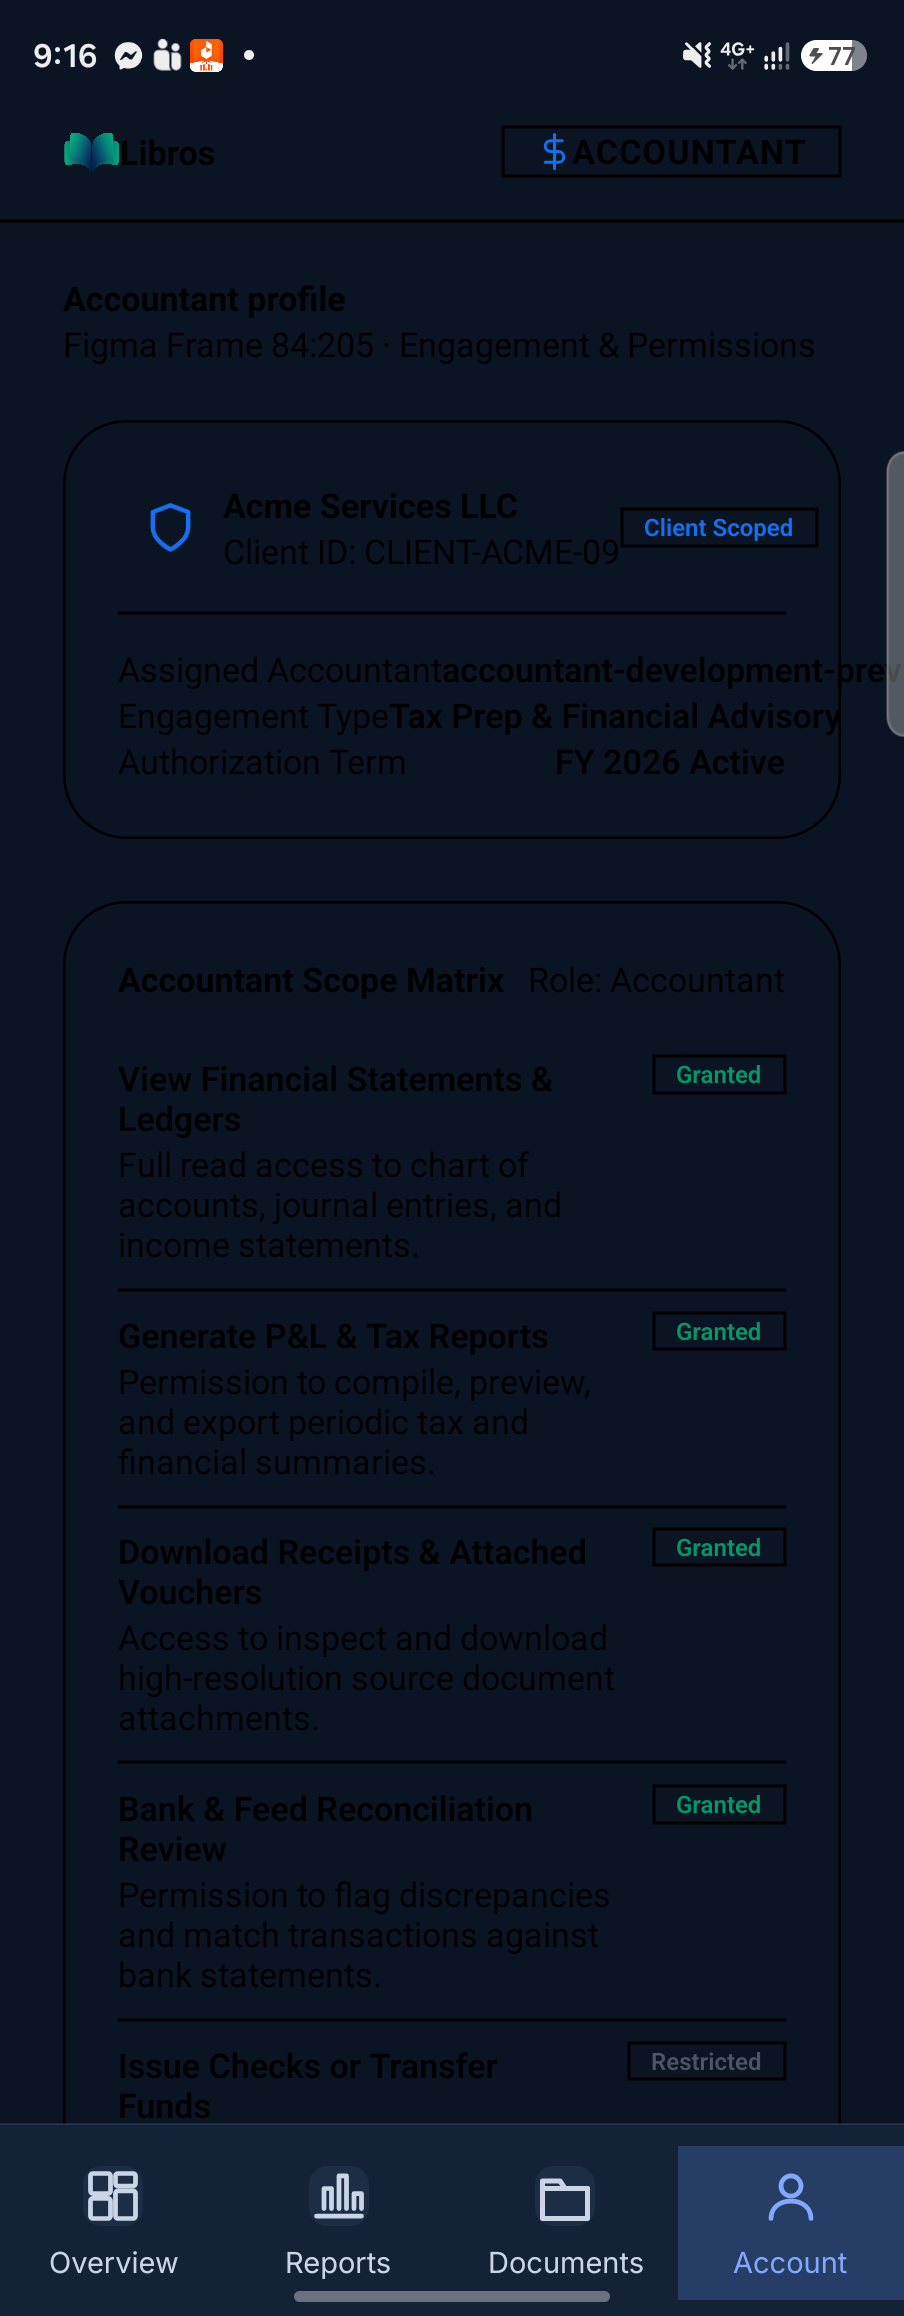 9:16
4G+
77
Libros
$ ACCOUNTANT
Accountant profile
Figma Frame 84:205 · Engagement & Permissions
Acme Services LLC
Client ID: CLIENT-ACME-09
Client Scoped
Assigned Accountant accountant-development-prev
Engagement Type Tax Prep & Financial Advisory
Authorization Term FY 2026 Active
Accountant Scope Matrix Role: Accountant
View Financial Statements &
Ledgers
Granted
Full read access to chart of
accounts, journal entries, and
income statements.
Generate P&L & Tax Reports
Granted
Permission to compile, preview,
and export periodic tax and
financial summaries.
Download Receipts & Attached
Vouchers
Granted
Access to inspect and download
high-resolution source document
attachments.
Bank & Feed Reconciliation
Review
Granted
Permission to flag discrepancies
and match transactions against
bank statements.
Issue Checks or Transfer
Funds
Restricted
Overview Reports Documents Account